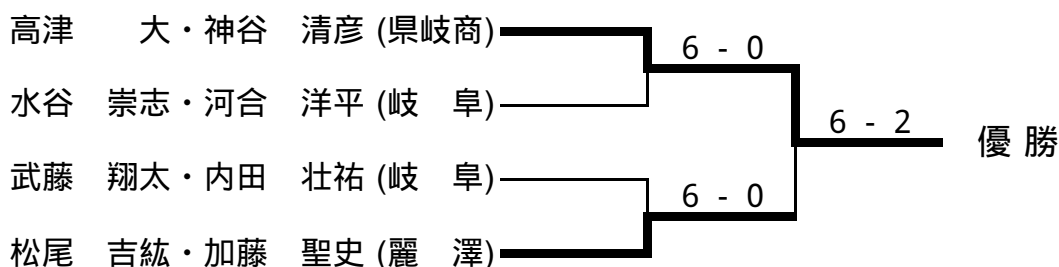 高津　　大・神谷　清彦 (県岐商)
6 - 0
水谷　崇志・河合　洋平 (岐　阜)
6 - 2
優 勝
武藤　翔太・内田　壮祐 (岐　阜)
6 - 0
松尾　吉紘・加藤　聖史 (麗　澤)